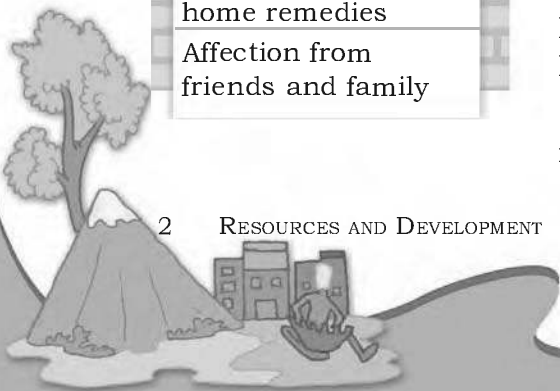 home remedies
Affection from
friends and family
2 RESOURCES AND DEVELOPMENT